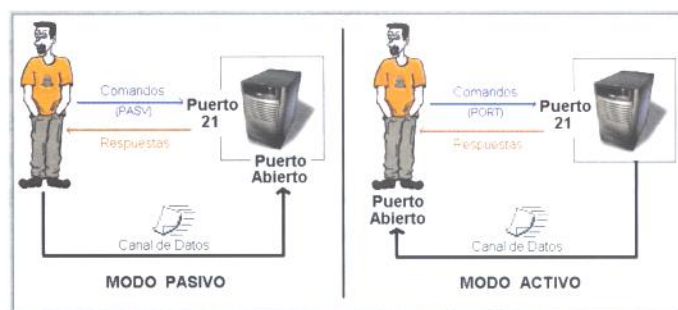 Comandos
(PASV)
Puerto
21
Respuestas
Puerto
Abierto
Canal de Datos
MODO PASIVO
Comandos
(PORT)
Puerto
21
Respuestas
Puerto
Abierto
Canal de Datos
MODO ACTIVO